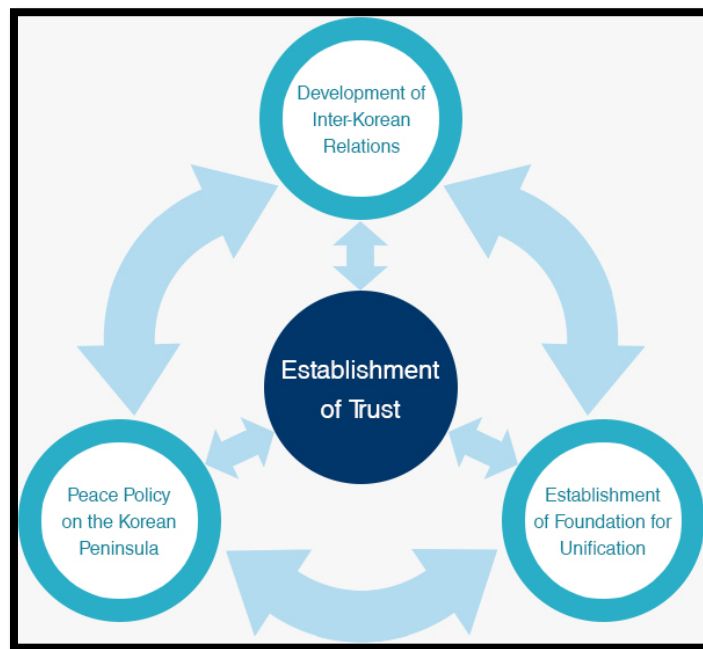 Development of
Inter-Korean
Relations
Establishment
of Trust
Peace Policy
on the Korean
Peninsula
Establishment
of Foundation for
Unification